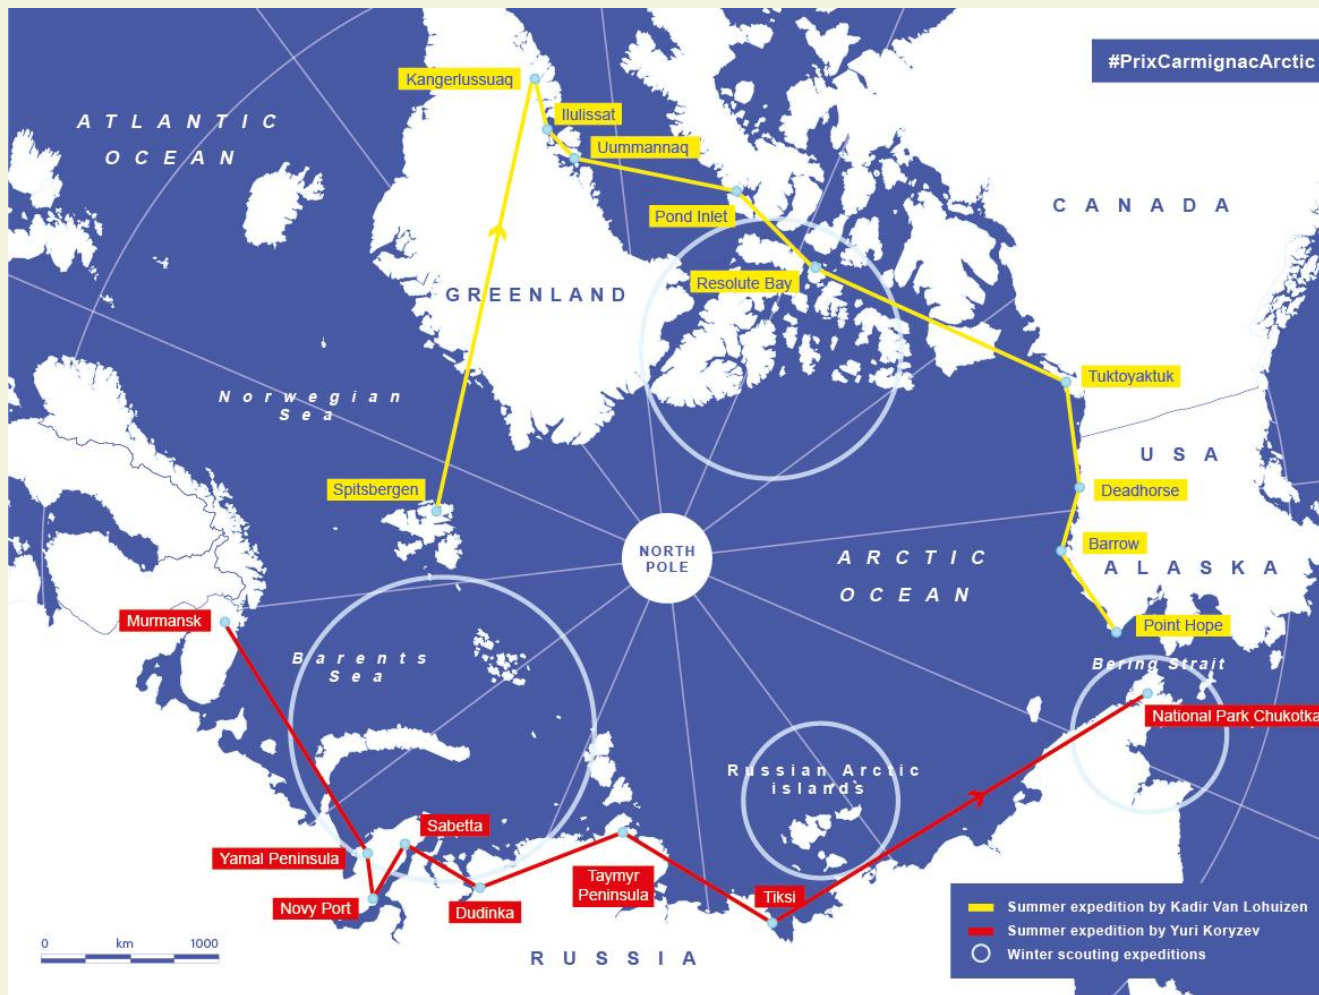 #PrixCarmignacArctic
Kangerlussuaq
ATLANTIC
OCEAN
Ilulissat
Uummannaq
CANADA
Pond Inlet
Resolute Bay
GREENLAND
Tuktoyaktuk
Norwegian
Sea
USA
Spitsbergen
Deadhorse
Barrow
NORTH
POLE
ARCTIC
OCEAN
ALASKA
Murmansk
Point Hope
Barents
Sea
Bering Strait
National Park Chukotka
Russian Arctic
islands
Sabetta
Yamal Peninsula
Taymyr
Peninsula
Tiksi
Novy Port
Dudinka
Summer expedition by Kadir Van Lohuizen
Summer expedition by Yuri Koryzev
Winter scouting expeditions
0 km 1000
RUSSIA